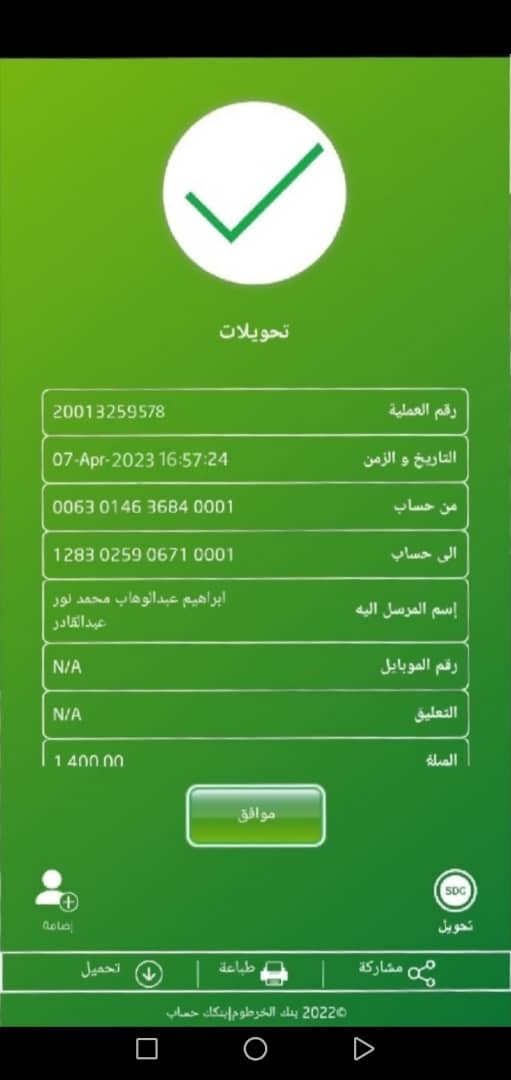 تحويلات
رقم العملية 20013259578
التاريخ و الزمن 07-Apr-2023 16:57:24
من حساب 0063 0146 3684 0001
الى حساب 1283 0259 0671 0001
إسم المرسل اليه ابراهيم عبدالوهاب محمد نور
عبدالقادر
رقم الموبايل N/A
التعليق N/A
المبلغ 1,400.00
موافق
SDG
إضافة
تحويل
مشاركة
طباعة
تحميل
©2022 بنك الخرطوم|بنكك حساب